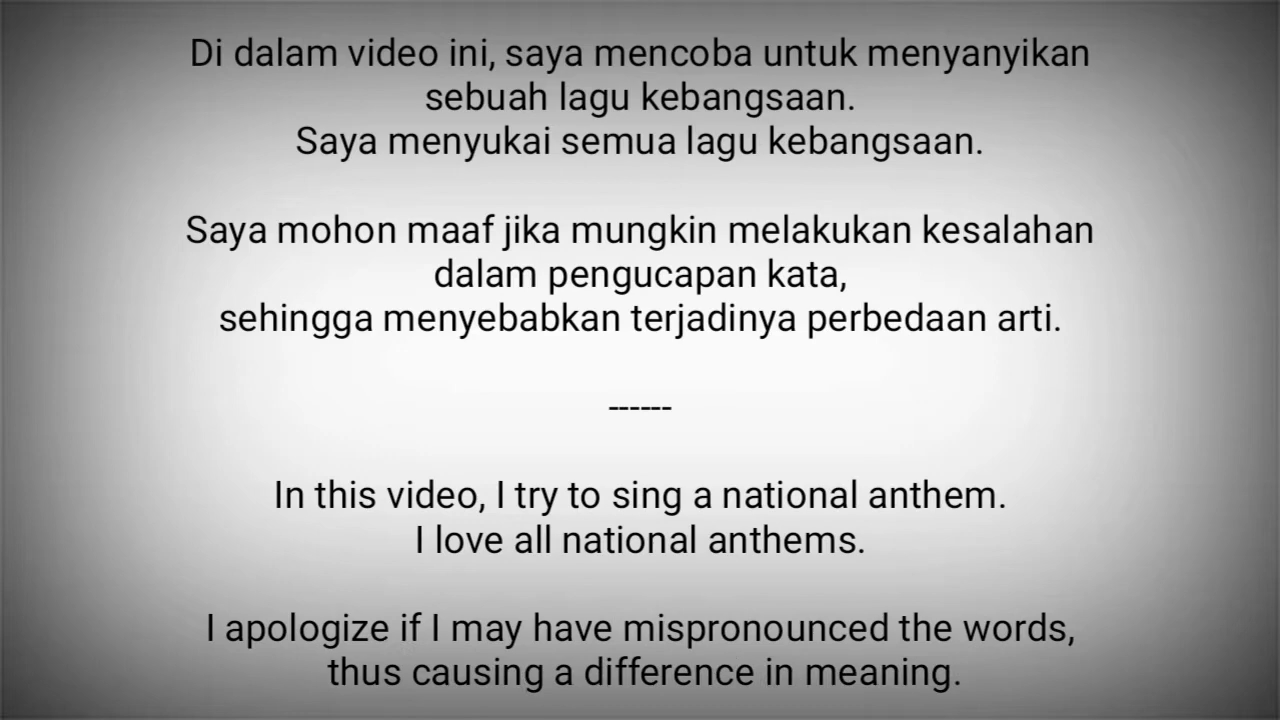 Di dalam video ini, saya mencoba untuk menyanyikan
sebuah lagu kebangsaan.
Saya menyukai semua lagu kebangsaan.
Saya mohon maaf jika mungkin melakukan kesalahan
dalam pengucapan kata,
sehingga menyebabkan terjadinya perbedaan arti.
------
In this video, I try to sing a national anthem.
I love all national anthems.
I apologize if I may have mispronounced the words,
thus causing a difference in meaning.